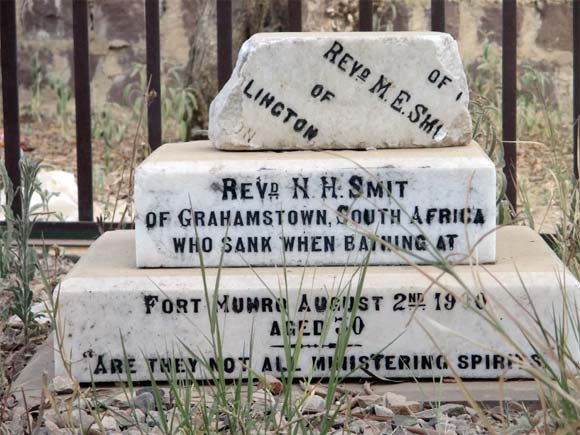 OF
REVD M.E. SMI
OF
LINGTON
REVD N.H. SMIT
OF GRAHAMSTOWN, SOUTH AFRICA
WHO SANK WHEN BATHING AT
FORT MUNRO AUGUST 2ND
AGED
"ARE THEY NOT ALL MINISTERING SPIRITS